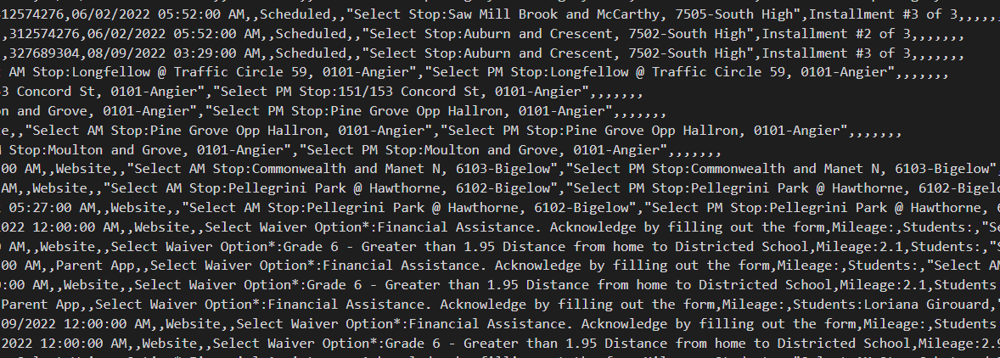 312574276,06/02/2022 05:52:00 AM,,Scheduled,,"Select Stop:Saw Mill Brook and McCarthy, 7505-South High",Installment #3 of 3,,,,,,
,312574276,06/02/2022 05:52:00 AM,,Scheduled,,"Select Stop:Auburn and Crescent, 7502-South High",Installment #2 of 3,,,,,,,
,327689304,08/09/2022 03:29:00 AM,,Scheduled,,"Select Stop:Auburn and Crescent, 7502-South High",Installment #3 of 3,,,,,,,
AM Stop:Longfellow @ Traffic Circle 59, 0101-Angier","Select PM Stop:Longfellow @ Traffic Circle 59, 0101-Angier",,,,,,,
3 Concord St, 0101-Angier","Select PM Stop:151/153 Concord St, 0101-Angier",,,,,,,
on and Grove, 0101-Angier","Select PM Stop:Pine Grove Opp Hallron, 0101-Angier",,,,,,,
te,,"Select AM Stop:Pine Grove Opp Hallron, 0101-Angier","Select PM Stop:Pine Grove Opp Hallron, 0101-Angier",,,,,,,
M Stop:Moulton and Grove, 0101-Angier","Select PM Stop:Moulton and Grove, 0101-Angier",,,,,,,
:00 AM,,Website,,"Select AM Stop:Commonwealth and Manet N, 6103-Bigelow","Select PM Stop:Commonwealth and Manet N, 6103-Bigelow",
AM,,Website,,"Select AM Stop:Pellegrini Park @ Hawthorne, 6102-Bigelow","Select PM Stop:Pellegrini Park @ Hawthorne, 6102-Bigel
05:27:00 AM,,Website,,"Select AM Stop:Pellegrini Park @ Hawthorne, 6102-Bigelow","Select PM Stop:Pellegrini Park @ Hawthorne, 6
2022 12:00:00 AM,,Website,,Select Waiver Option*:Financial Assistance. Acknowledge by filling out the form,Mileage:,Students:,"Se
0 AM,,Website,,Select Waiver Option*:Grade 6 - Greater than 1.95 Distance from home to Districted School,Mileage:2.1,Students:,"S
:00 AM,,Parent App,,Select Waiver Option*:Financial Assistance. Acknowledge by filling out the form,Mileage:,Students:,"Select AM
0:00 AM,,Website,,Select Waiver Option*:Grade 6 - Greater than 1.95 Distance from home to Districted School,Mileage:2.1,Students
Parent App,,Select Waiver Option*:Financial Assistance. Acknowledge by filling out the form,Mileage:,Students:Loriana Girouard,"
/09/2022 12:00:00 AM,,Website,,Select Waiver Option*:Financial Assistance. Acknowledge by filling out the form,Mileage:,Students
2022 12:00:00 AM,,Website,,Select Waiver Option*:Grade 6 - Greater than 1.95 Distance from home to Districted School,Mileage:2.9